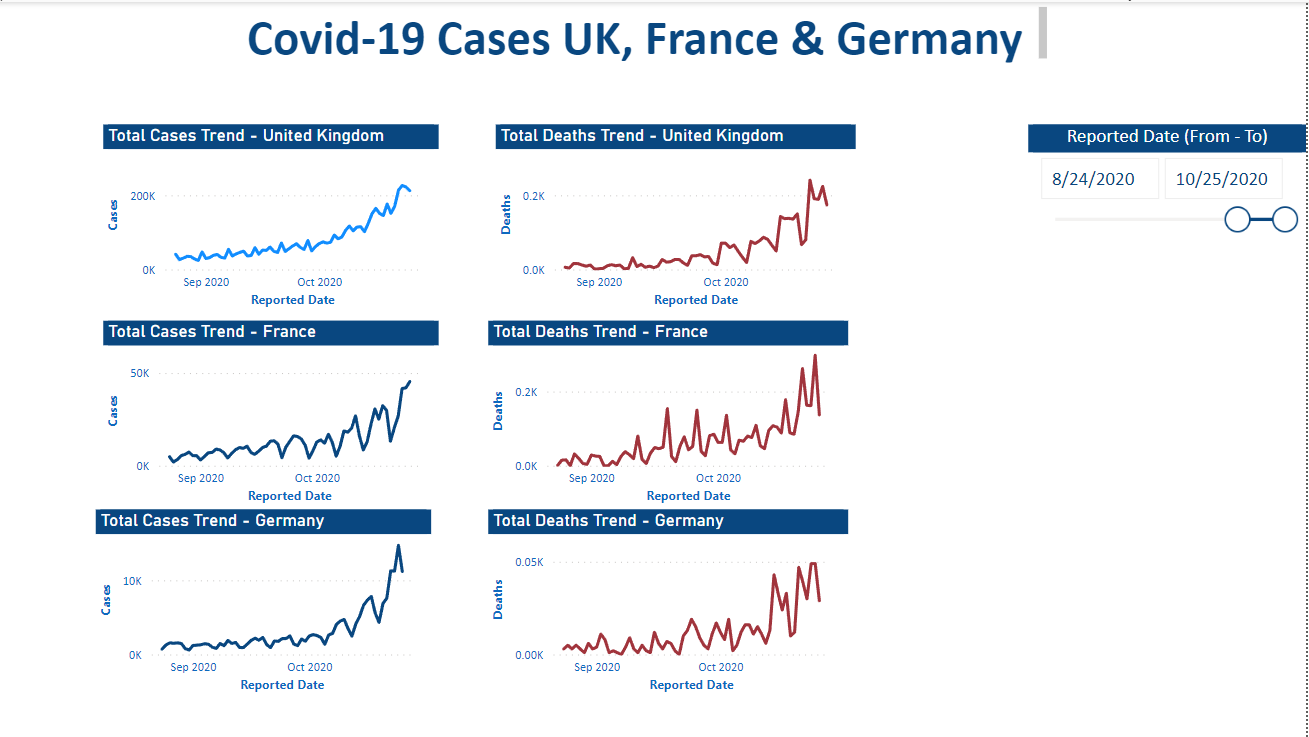 Covid-19 Cases UK, France & Germany
Total Cases Trend - United Kingdom
200K
Cases
0K
Sep 2020
Oct 2020
Reported Date
Total Deaths Trend - United Kingdom
0.2K
Deaths
0.0K
Sep 2020
Oct 2020
Reported Date
Reported Date (From - To)
8/24/2020
10/25/2020
Total Cases Trend - France
50K
Cases
0K
Sep 2020
Oct 2020
Reported Date
Total Deaths Trend - France
0.2K
Deaths
0.0K
Sep 2020
Oct 2020
Reported Date
Total Cases Trend - Germany
10K
Cases
0K
Sep 2020
Oct 2020
Reported Date
Total Deaths Trend - Germany
0.05K
Deaths
0.00K
Sep 2020
Oct 2020
Reported Date